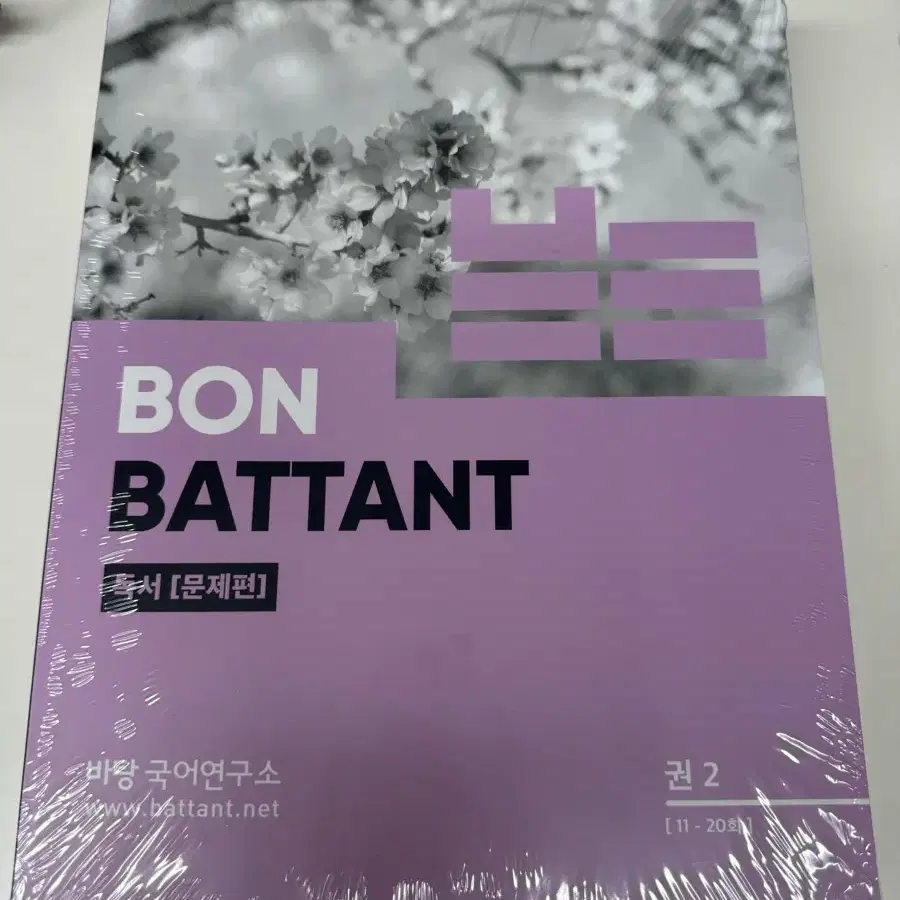 BON
BATTANT
독서 [문제편]
바탕 국어연구소
www.battant.net
권 2
[ 11 - 20회 ]